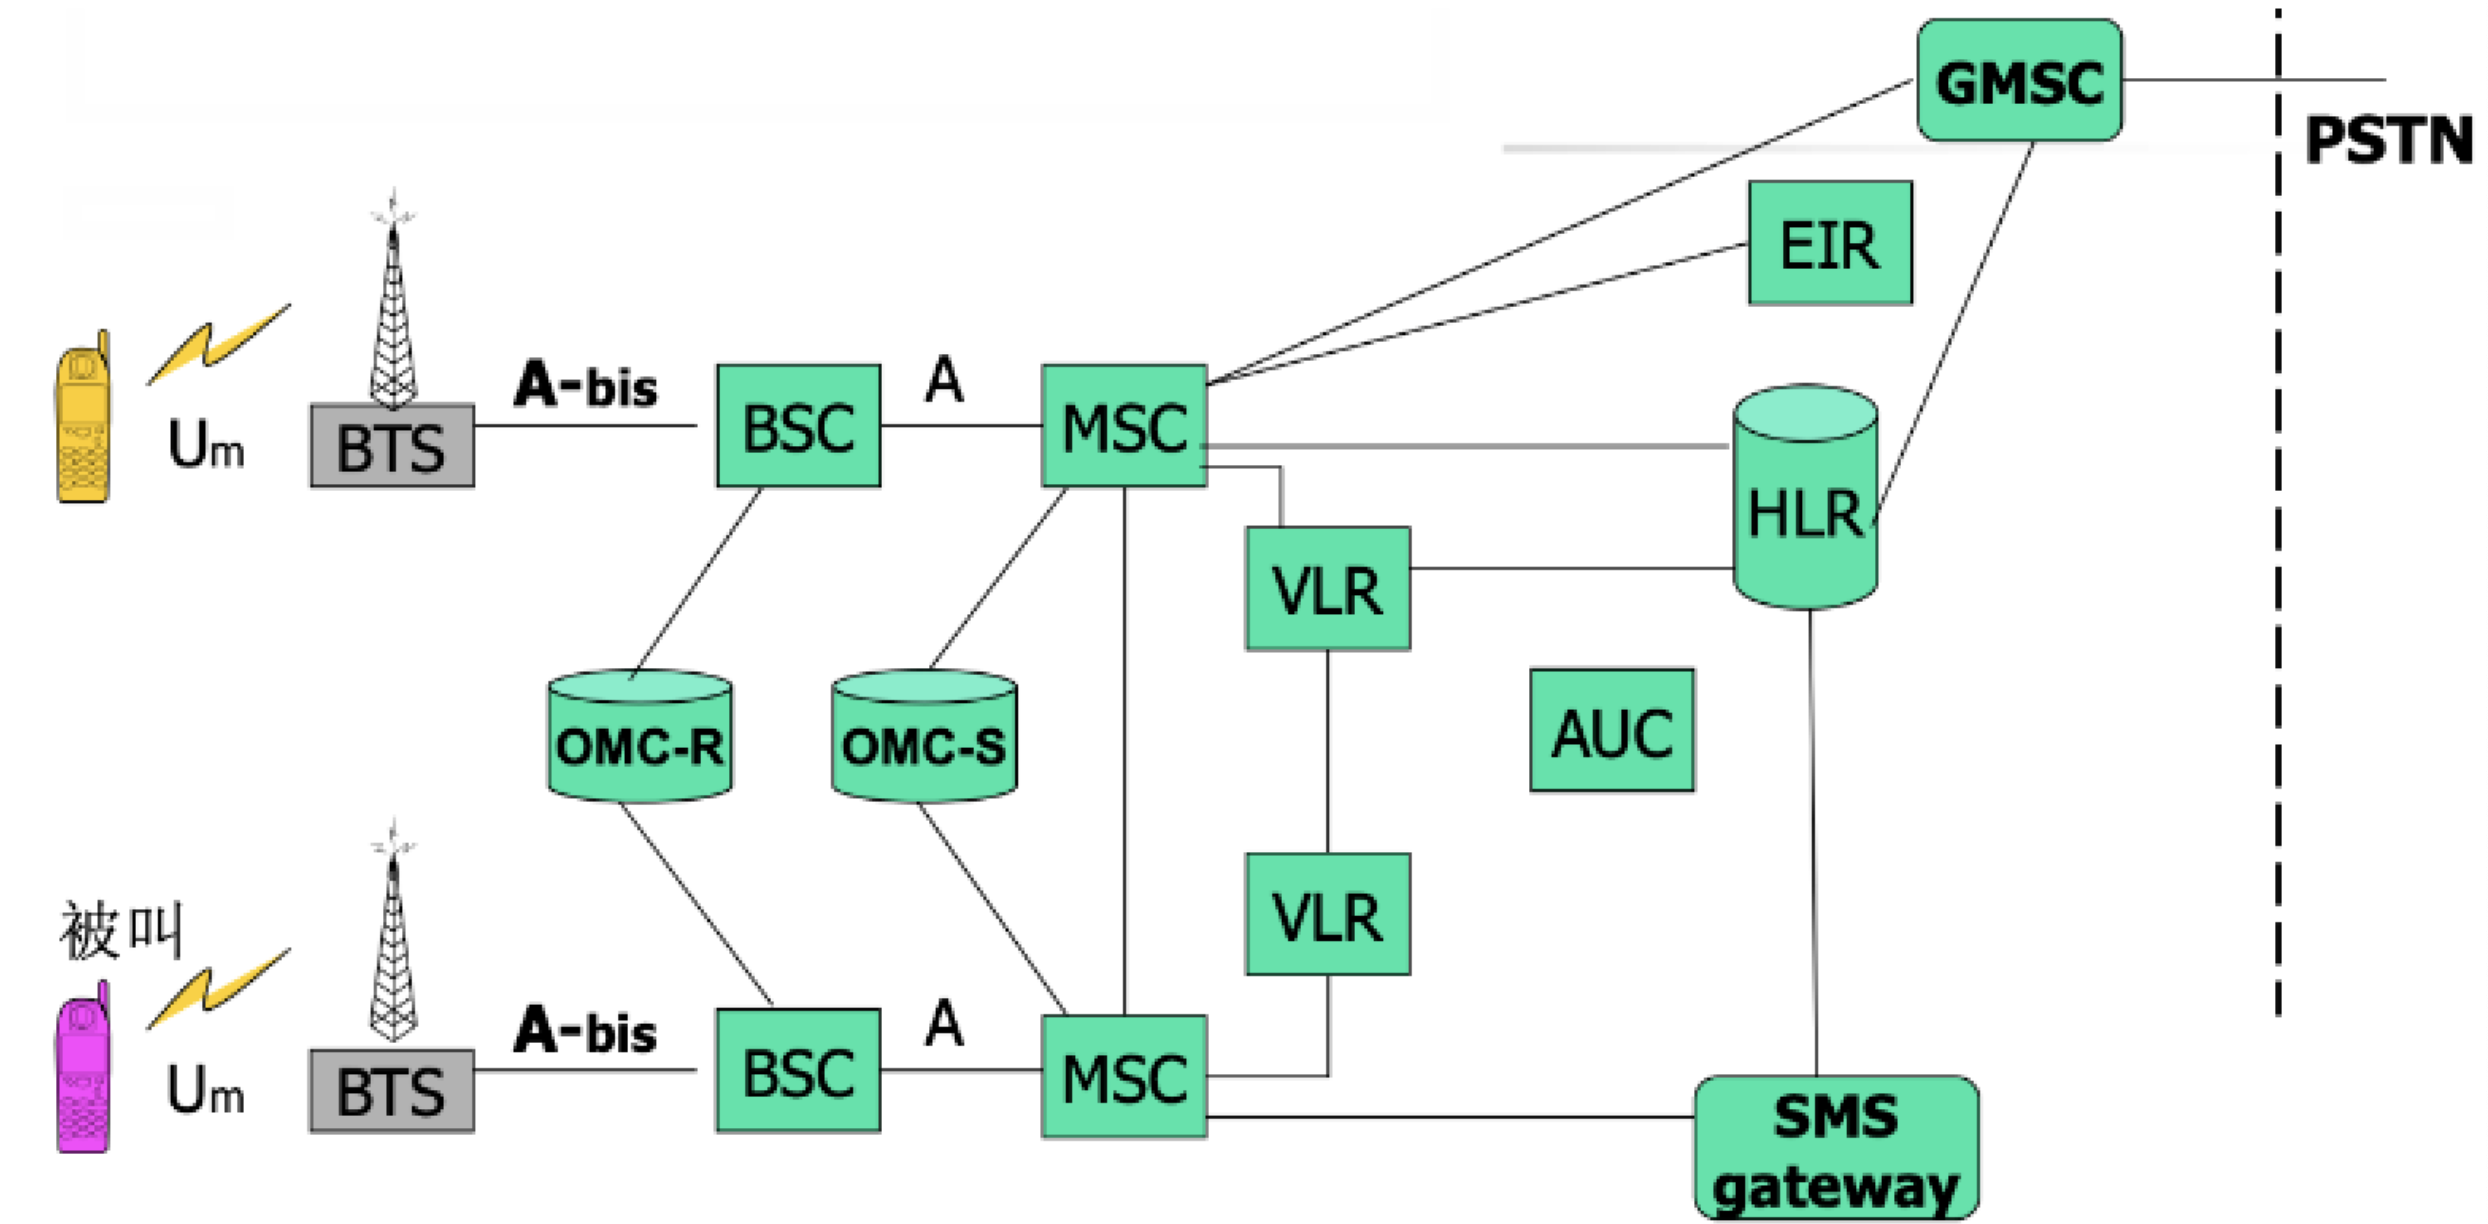 GMSC
PSTN
EIR
A-bis
A
Um
BTS
BSC
MSC
HLR
VLR
OMC-R
OMC-S
AUC
VLR
被叫
A-bis
A
Um
BTS
BSC
MSC
SMS
gateway